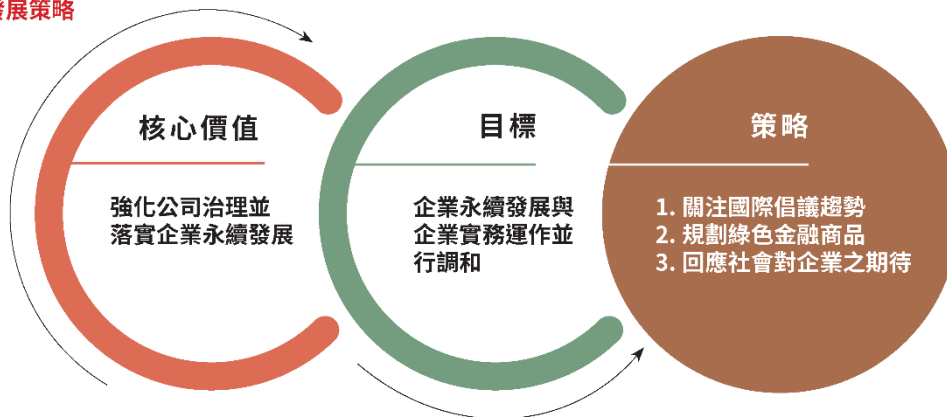 發展策略
核心價值
強化公司治理並
落實企業永續發展
目標
企業永續發展與
企業實務運作並
行調和
策略
1. 關注國際倡議趨勢
2. 規劃綠色金融商品
3. 回應社會對企業之期待